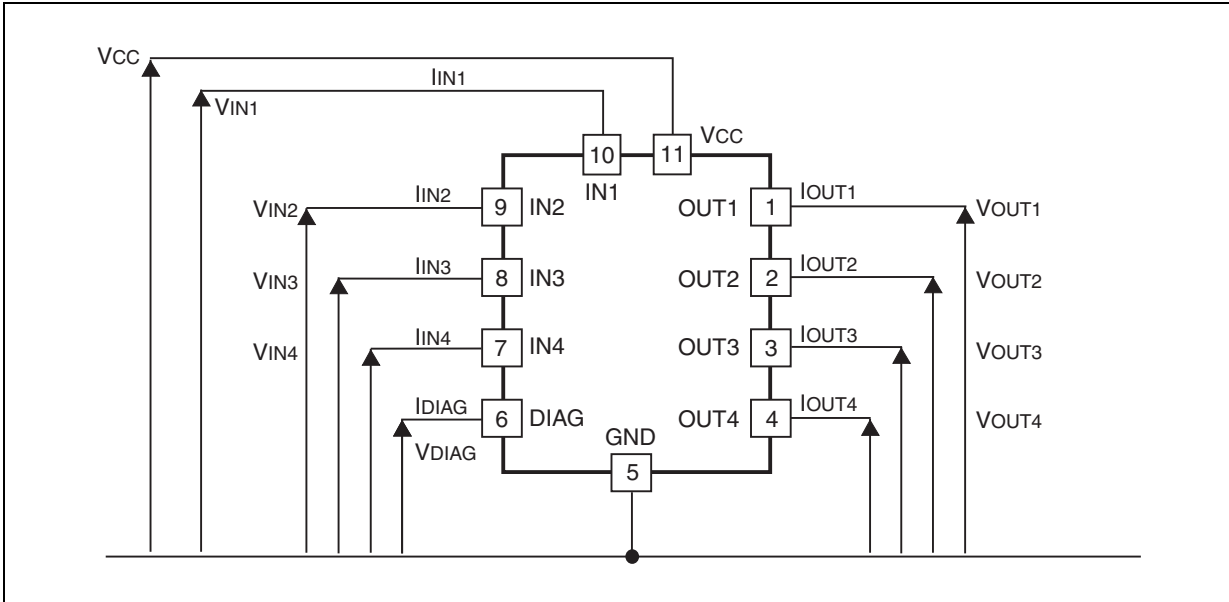 VCC
IIN1
VIN1
VCC
10
11
IN1
VIN2
IIN2
9
IN2
OUT1
1
IOUT1
VOUT1
VIN3
IIN3
8
IN3
OUT2
2
IOUT2
VOUT2
VIN4
IIN4
7
IN4
OUT3
3
IOUT3
VOUT3
IDIAG
6
DIAG
OUT4
4
IOUT4
VOUT4
VDIAG
GND
5